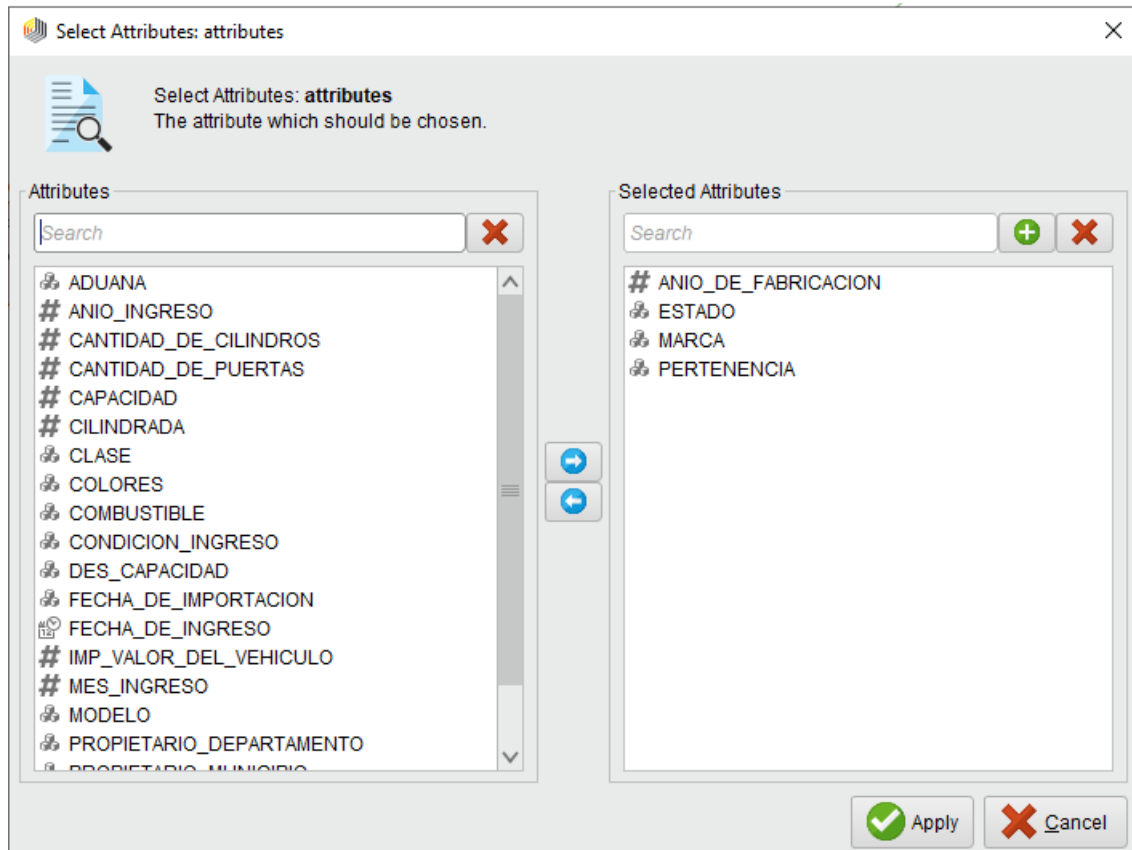 Select Attributes: attributes
Select Attributes: attributes
The attribute which should be chosen.
Attributes
Search
ADUANA
ANIO_INGRESO
CANTIDAD_DE_CILINDROS
CANTIDAD_DE_PUERTAS
CAPACIDAD
CILINDRADA
CLASE
COLORES
COMBUSTIBLE
CONDICION_INGRESO
DES_CAPACIDAD
FECHA_DE_IMPORTACION
FECHA_DE_INGRESO
IMP_VALOR_DEL_VEHICULO
MES_INGRESO
MODELO
PROPIETARIO_DEPARTAMENTO
PROPIETARIO_MUNICIPIO
Selected Attributes
Search
ANIO_DE_FABRICACION
ESTADO
MARCA
PERTENENCIA
Apply
Cancel